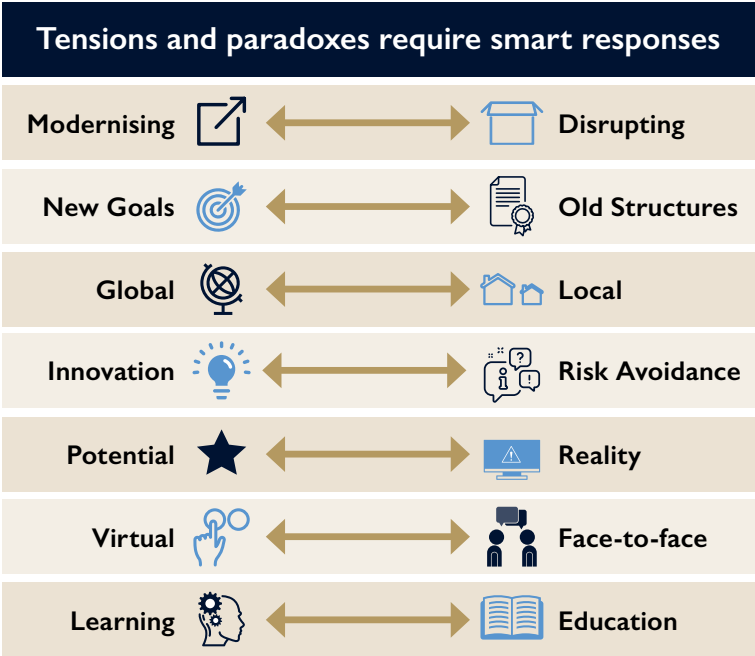 Tensions and paradoxes require smart responses
Modernising Disrupting
New Goals Old Structures
Global Local
Innovation Risk Avoidance
Potential Reality
Virtual Face-to-face
Learning Education